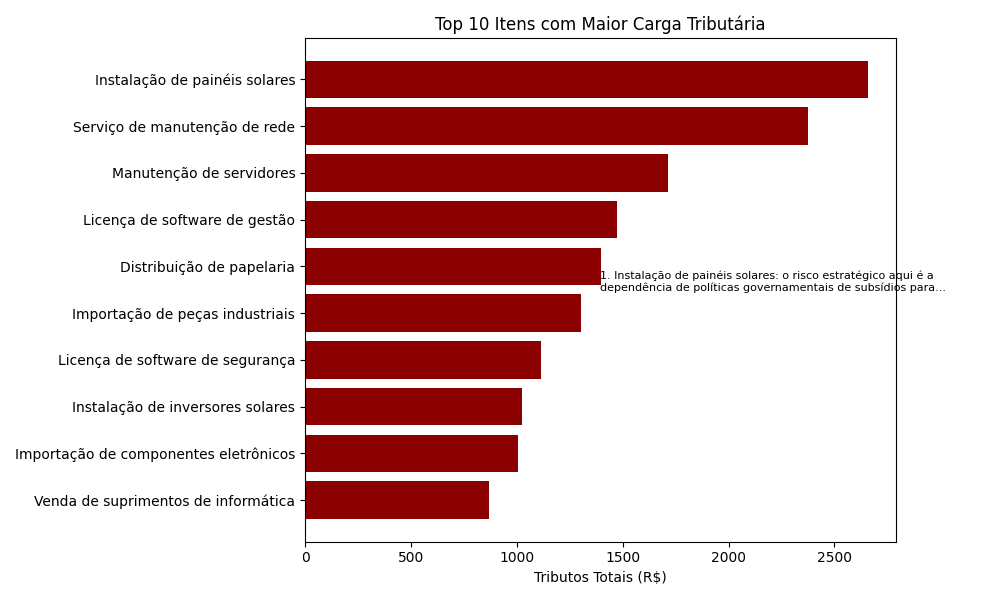 Top 10 Itens com Maior Carga Tributária
Instalação de painéis solares
Serviço de manutenção de rede
Manutenção de servidores
Licença de software de gestão
Distribuição de papelaria
1. Instalação de painéis solares: o risco estratégico aqui é a
dependência de políticas governamentais de subsídios para...
Importação de peças industriais
Licença de software de segurança
Instalação de inversores solares
Importação de componentes eletrônicos
Venda de suprimentos de informática
0 500 1000 1500 2000 2500
Tributos Totais (R$)